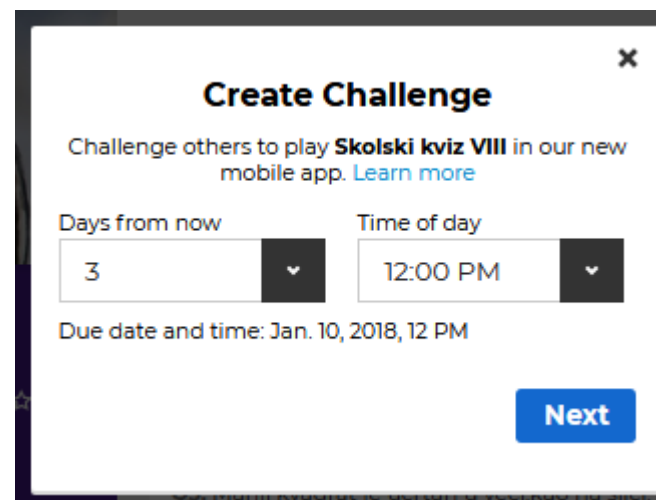 Create Challenge
Challenge others to play Skolski kviz VIII in our new
mobile app. Learn more
Days from now
Time of day
3
12:00 PM
Due date and time: Jan. 10, 2018, 12 PM
Next